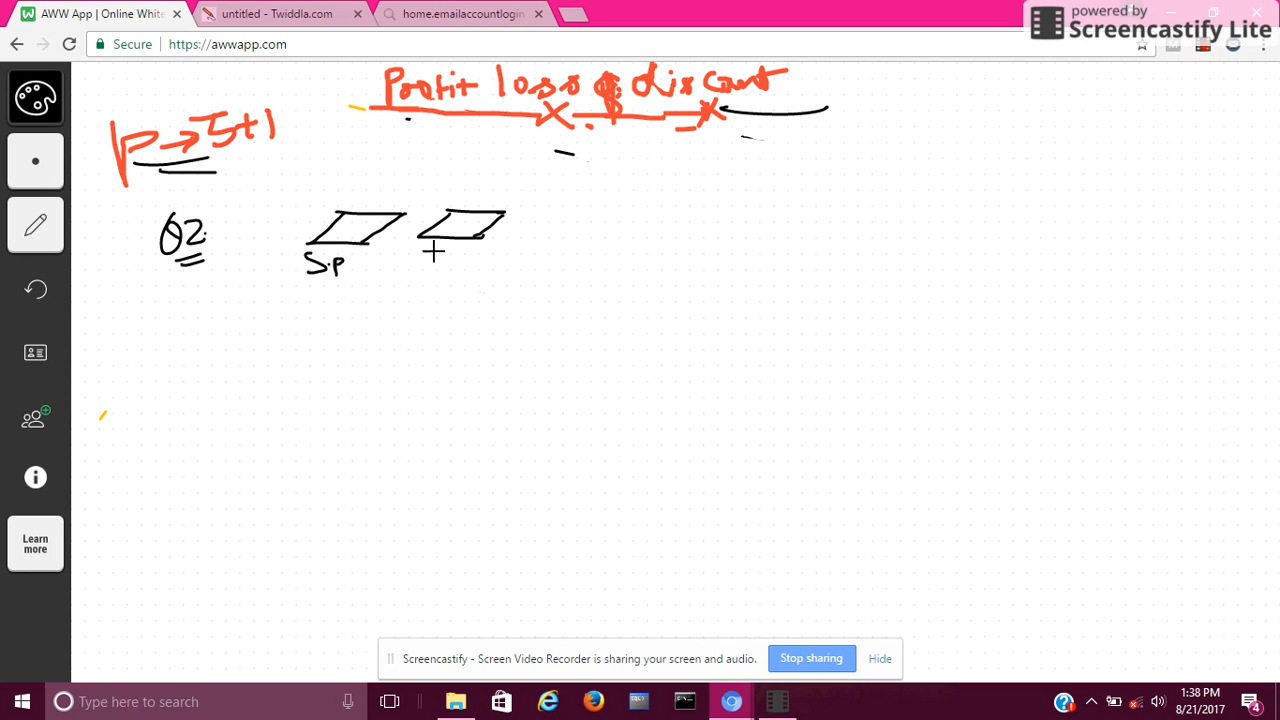 AWW App | Online White
untitled - Twiddla.com
home.emailaccountlogin
powered by
Screencastify Lite
Secure
https://awwapp.com
Profit loss & discount
P → 5+1
Q2.
S.P
Learn
more
Screencastify - Screen Video Recorder is sharing your screen and audio.
Stop sharing
Hide
Type here to search
1:38 PM
8/21/2017
4